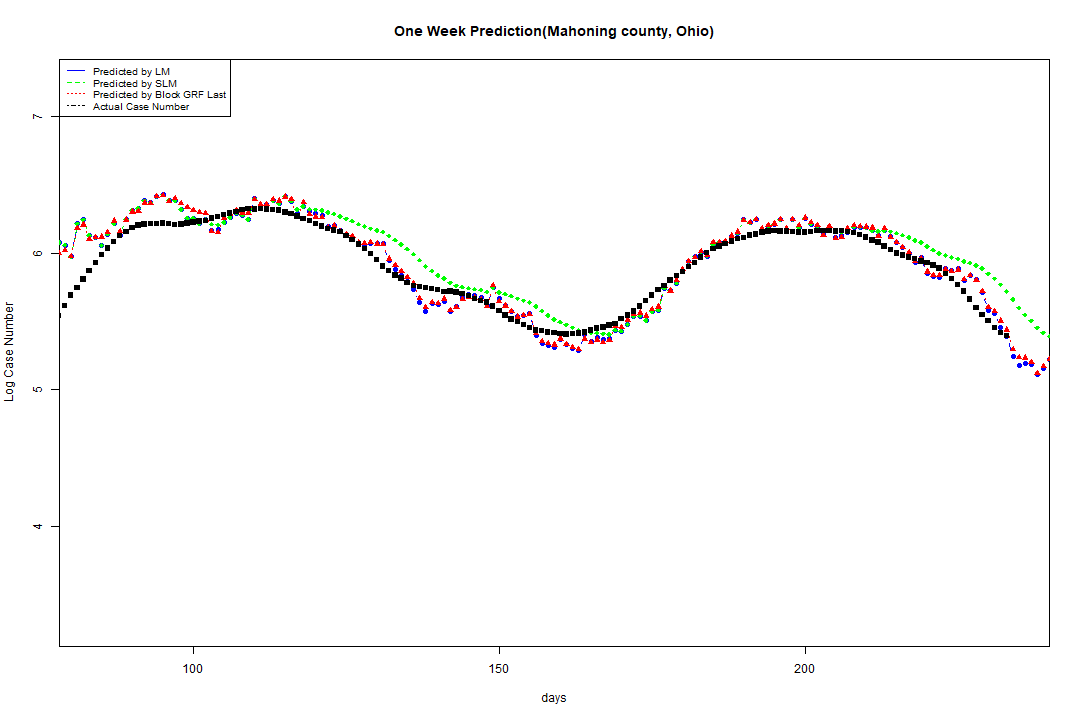 One Week Prediction(Mahoning county, Ohio)
Predicted by LM
Predicted by SLM
Predicted by Block GRF Last
Actual Case Number
7
6
5
4
Log Case Number
100 150 200
days